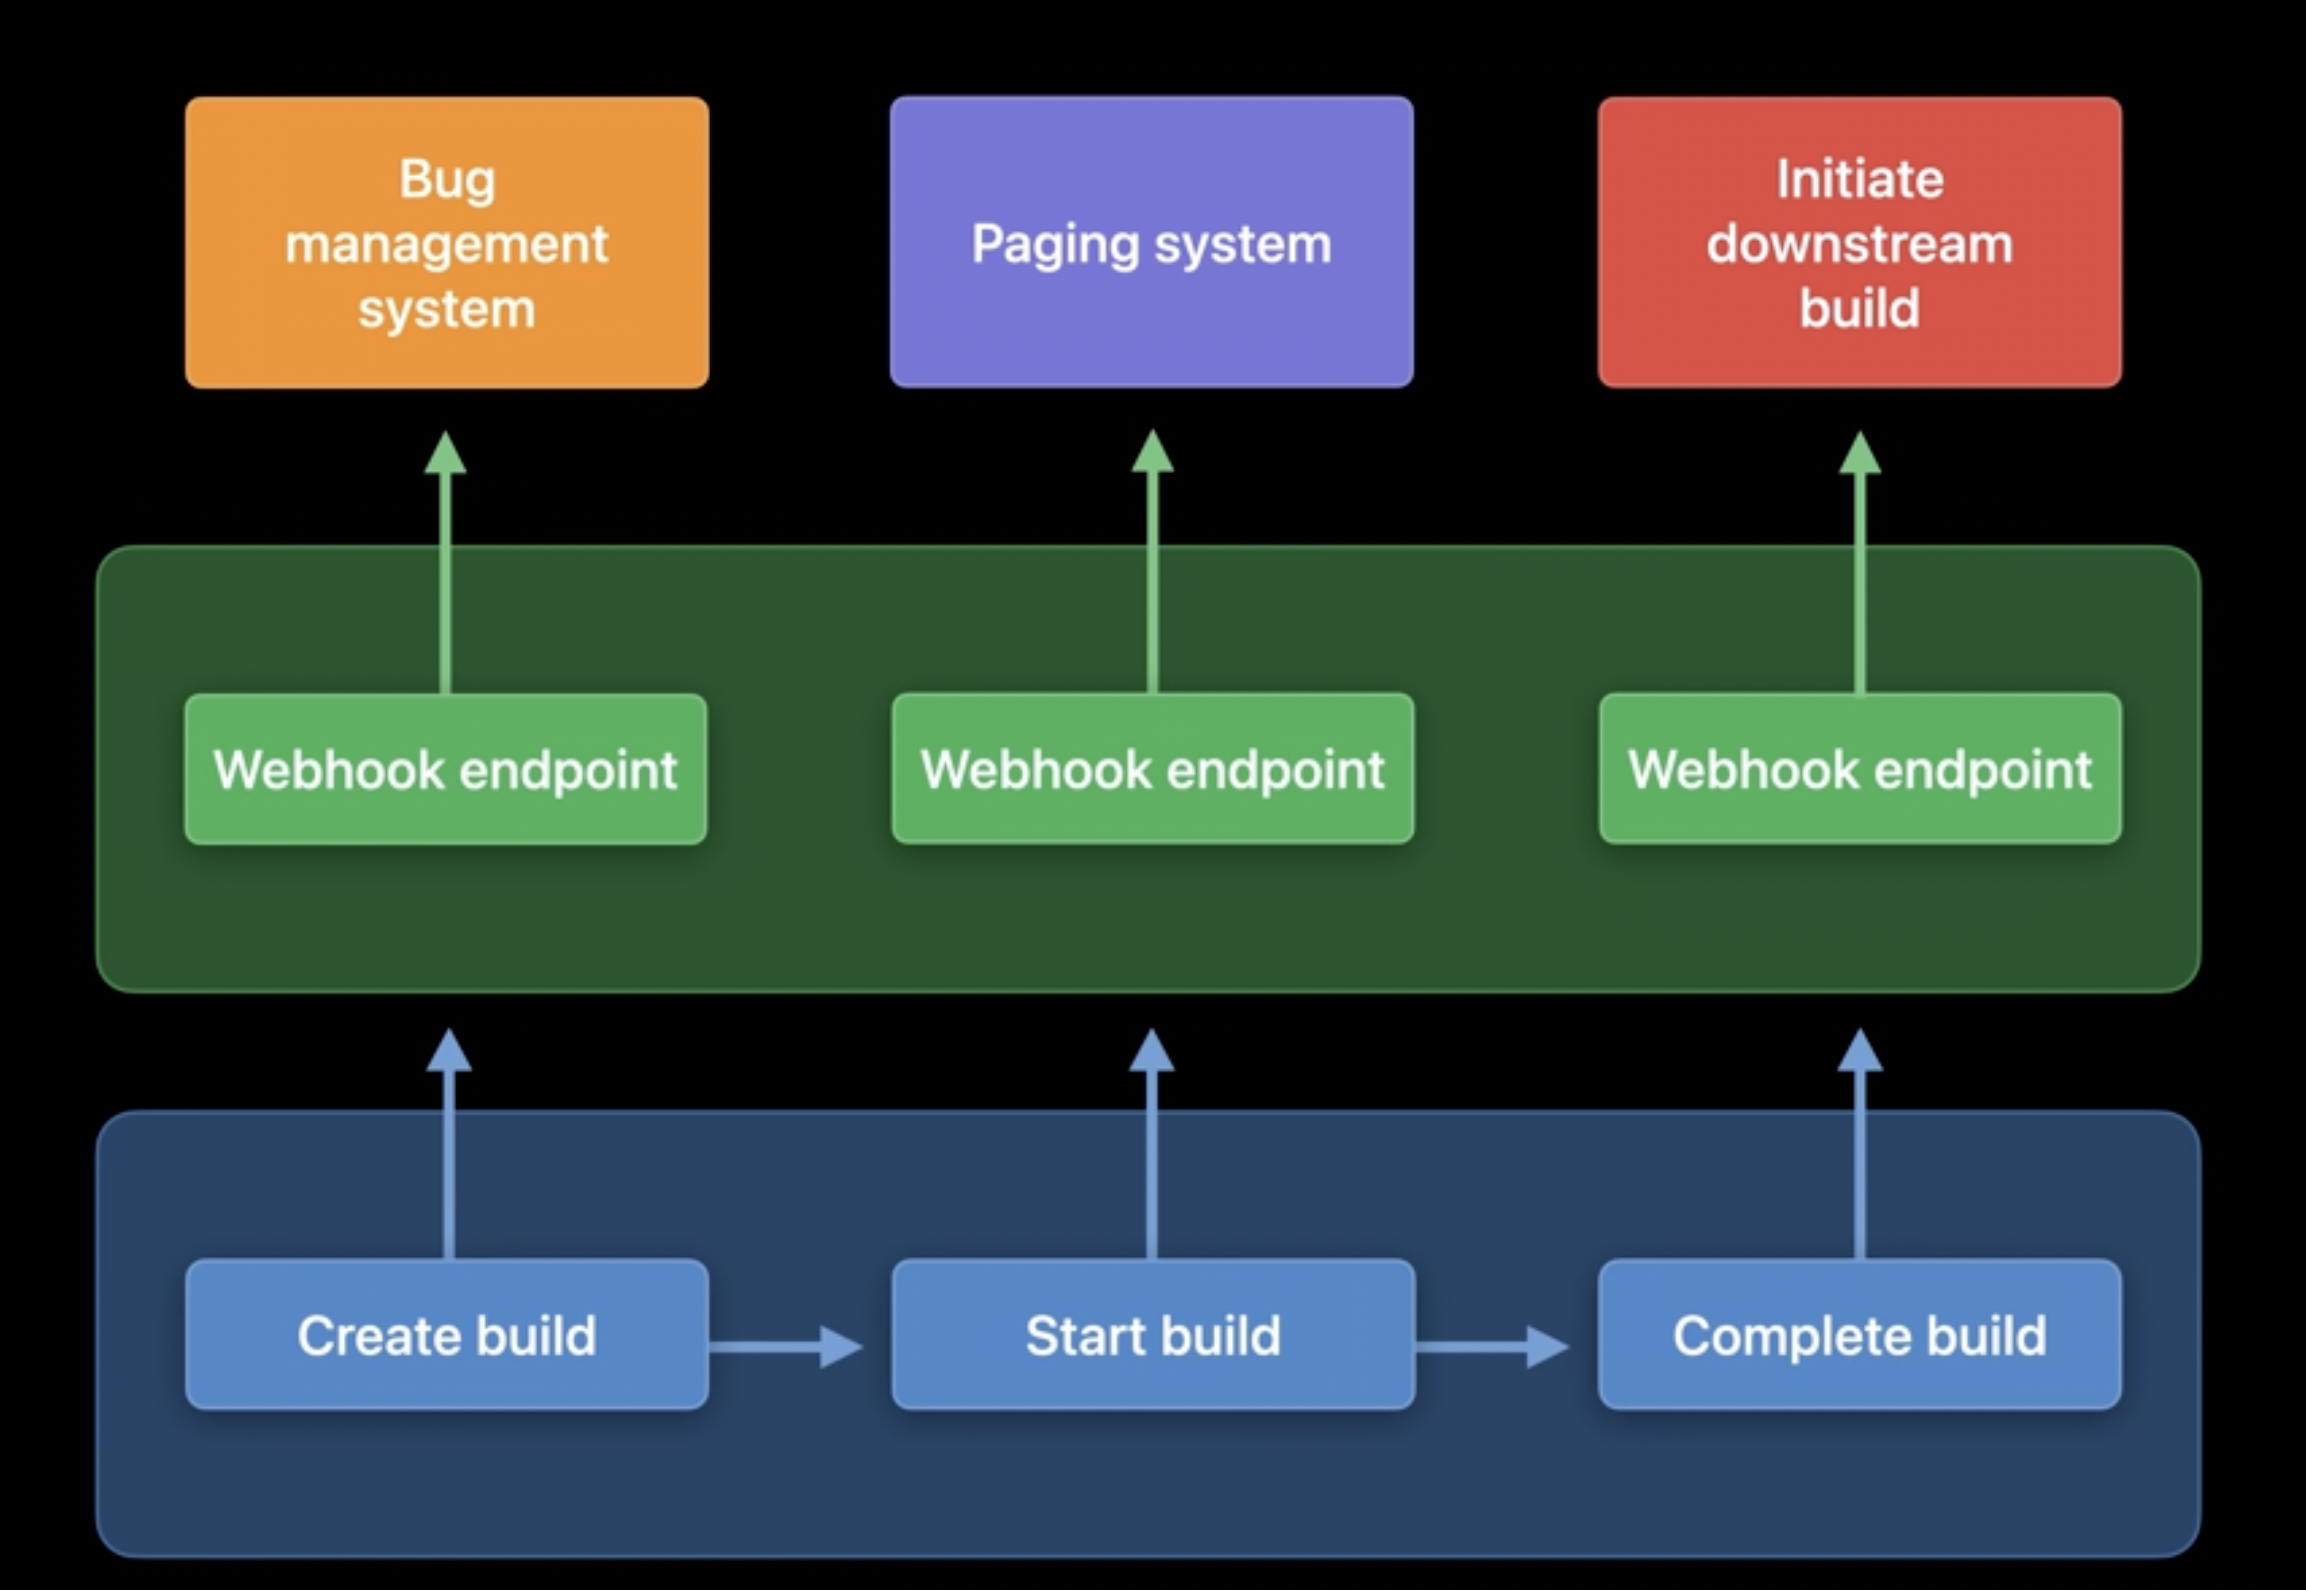 Bug
management
system
Paging system
Initiate
downstream
build
Webhook endpoint
Webhook endpoint
Webhook endpoint
Create build
Start build
Complete build